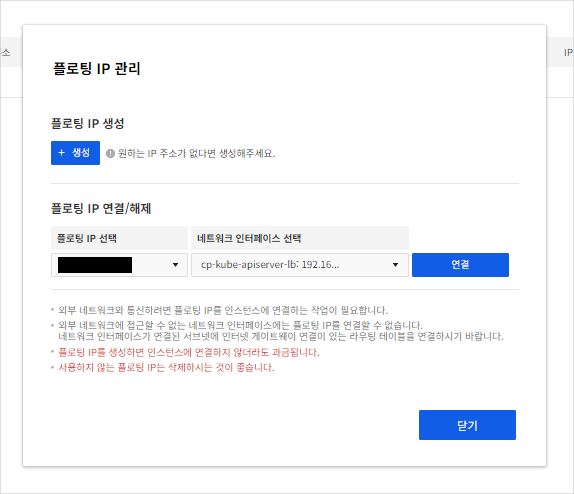 소
IP
플로팅 IP 관리
플로팅 IP 생성
+ 생성
원하는 IP 주소가 없다면 생성해주세요.
플로팅 IP 연결/해제
플로팅 IP 선택
네트워크 인터페이스 선택
cp-kube-apiserver-lb: 192.16...
연결
• 외부 네트워크와 통신하려면 플로팅 IP를 인스턴스에 연결하는 작업이 필요합니다.
• 외부 네트워크에 접근할 수 없는 네트워크 인터페이스에는 플로팅 IP를 연결할 수 없습니다.
네트워크 인터페이스가 연결된 서브넷에 인터넷 게이트웨이 연결이 있는 라우팅 테이블을 연결하시기 바랍니다.
• 플로팅 IP를 생성하면 인스턴스에 연결하지 않더라도 과금됩니다.
• 사용하지 않는 플로팅 IP는 삭제하시는 것이 좋습니다.
닫기